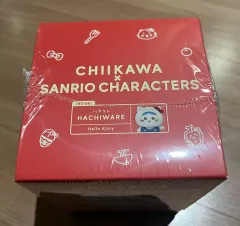 CHIIKAWA
×
SANRIO CHARACTERS
HACHIWARE
Hello Kitty